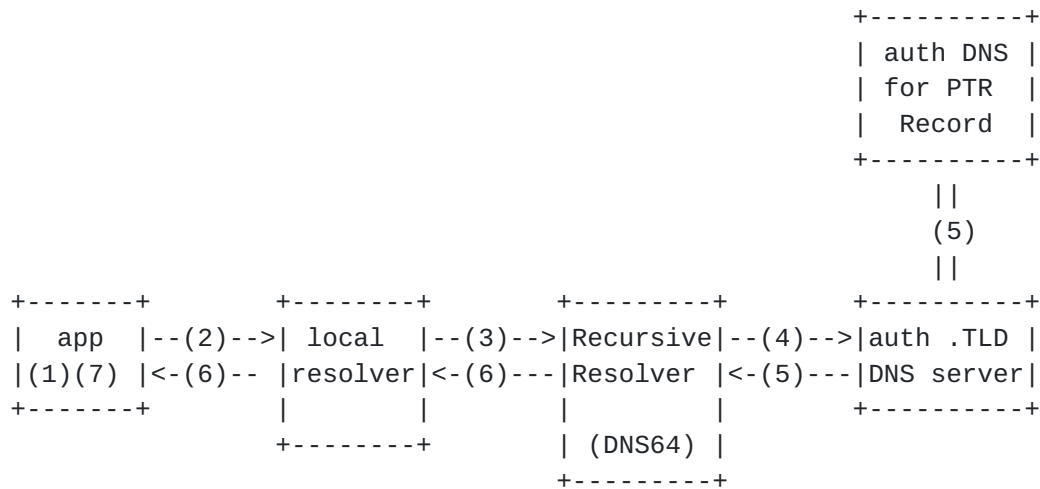 +----------+
                                                     | auth DNS |
                                                     | for PTR  |
                                                     |  Record  |
                                                     +----------+
                                                          ||
                                                          (5)
                                                          ||
+-------+        +--------+        +---------+        +----------+
|  app  |--(2)-->| local  |--(3)-->|Recursive|--(4)-->|auth .TLD |
|(1)(7) |<-(6)-- |resolver|<-(6)---|Resolver |<-(5)---|DNS server|
+-------+        |        |        |         |        +----------+
                 +--------+        | (DNS64) |
                                   +---------+